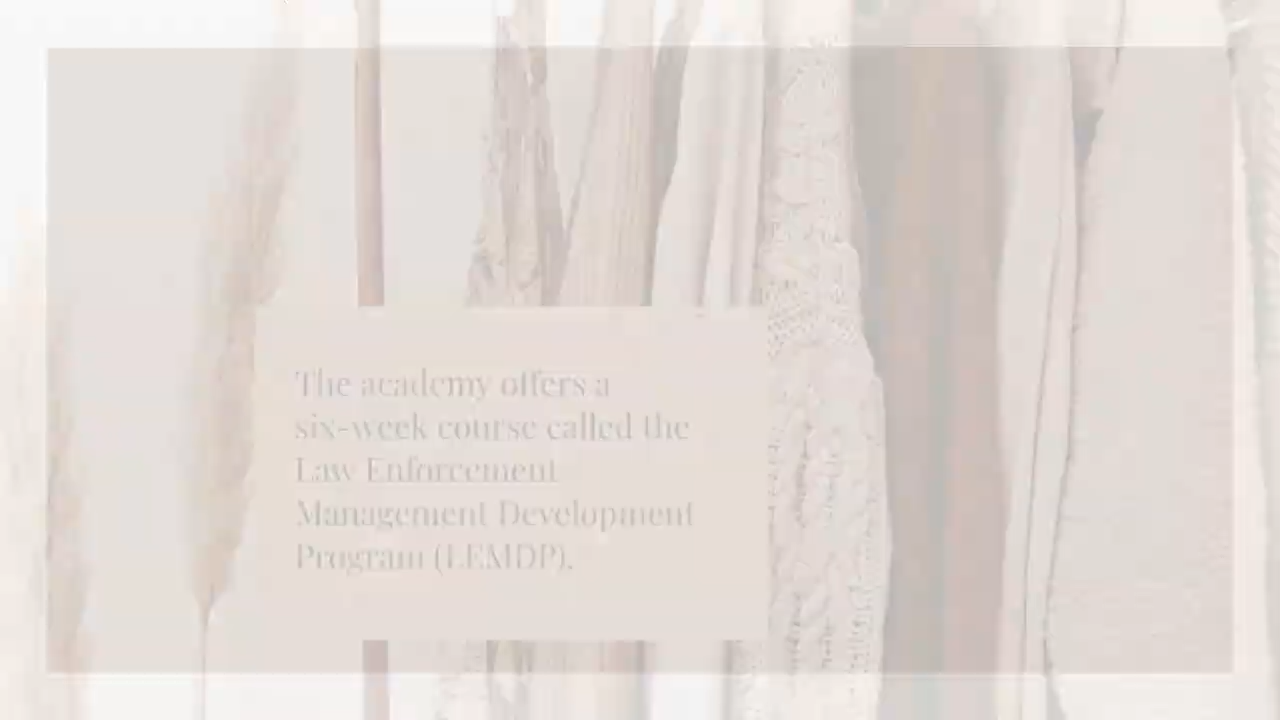 The academy offers a
six-week course called the
Law Enforcement
Management Development
Program (LEMDP).